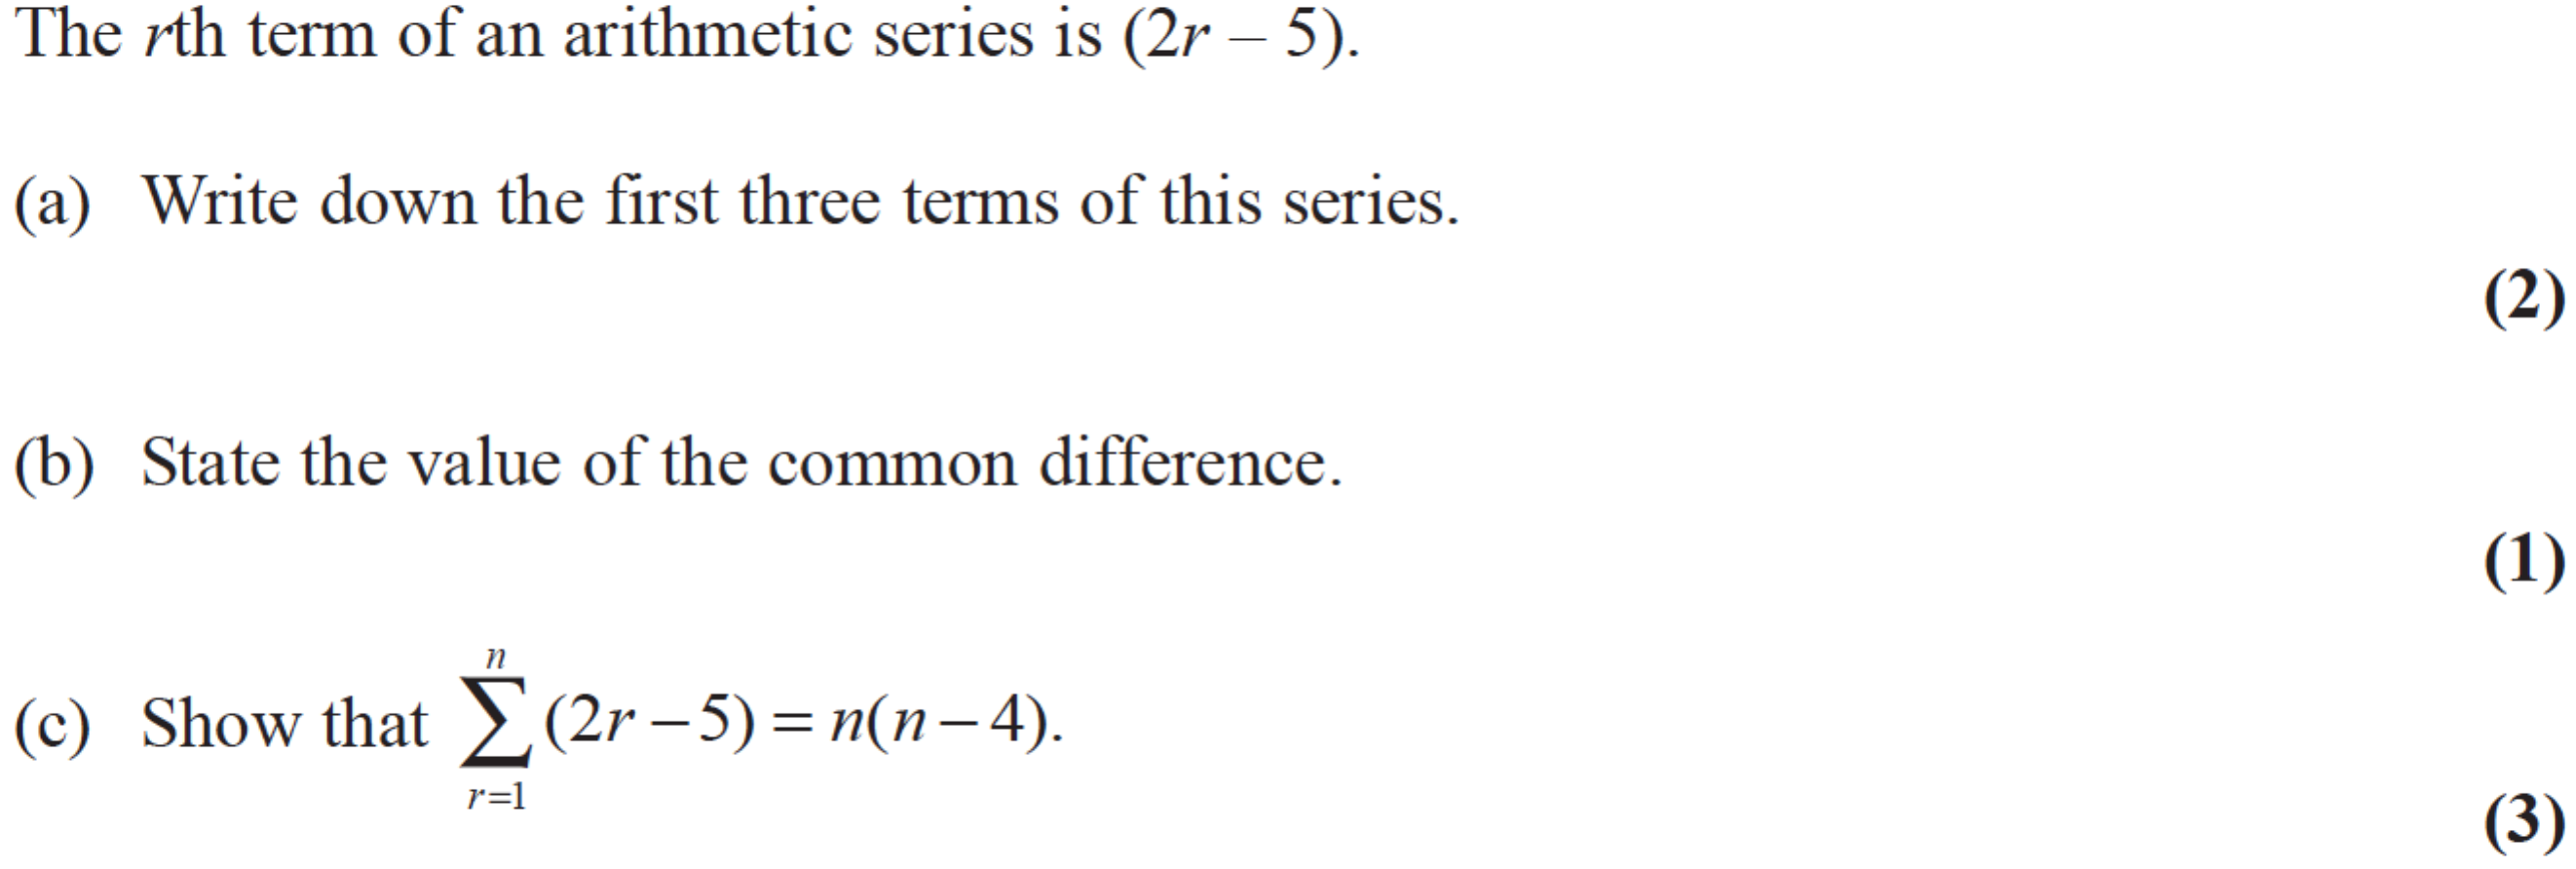 The rth term of an arithmetic series is (2r – 5).
(a) Write down the first three terms of this series.
(2)
(b) State the value of the common difference.
(1)
(c) Show that $\sum_{r=1}^{n}(2r-5) = n(n-4)$.
(3)